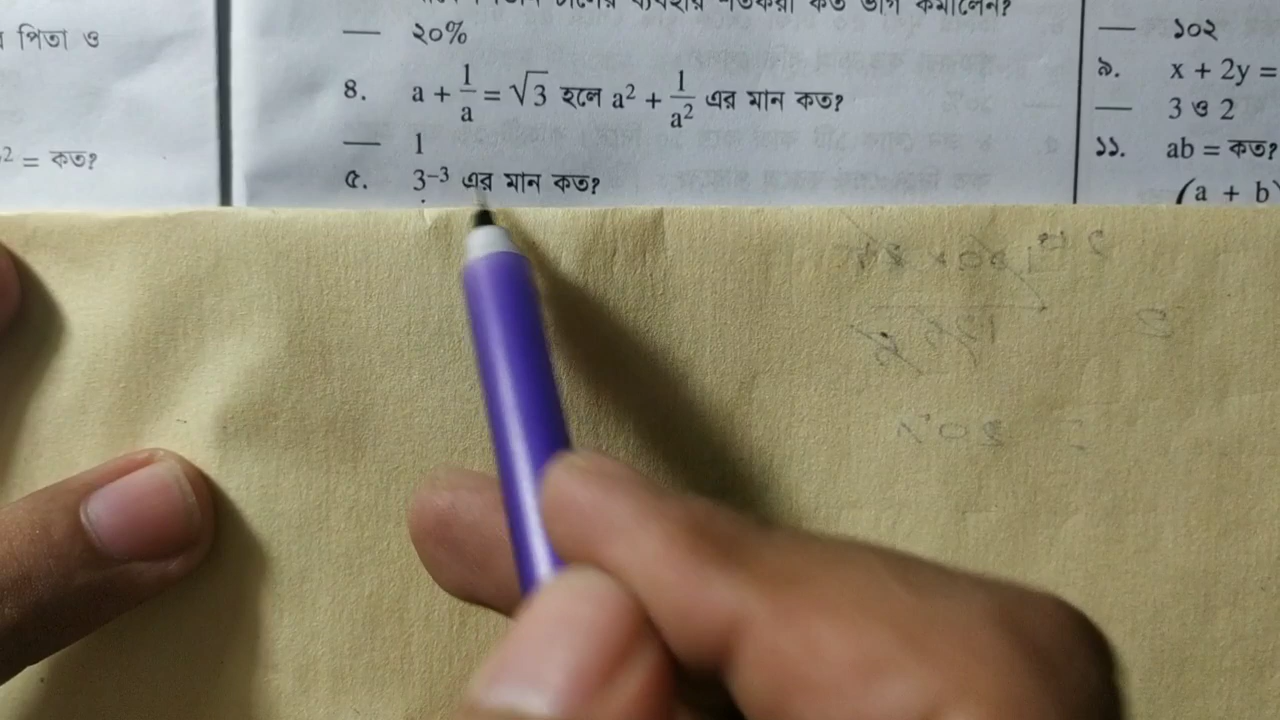 পিতা ও
² = কত?
২০%
৪. a + 1/a = √3 হলে a² + 1/a² এর মান কত?
— 1
৫. 3⁻³ এর মান কত?
— ১০২
৯. x + 2y =
— 3 ও 2
১১. ab = কত?
(a + b)